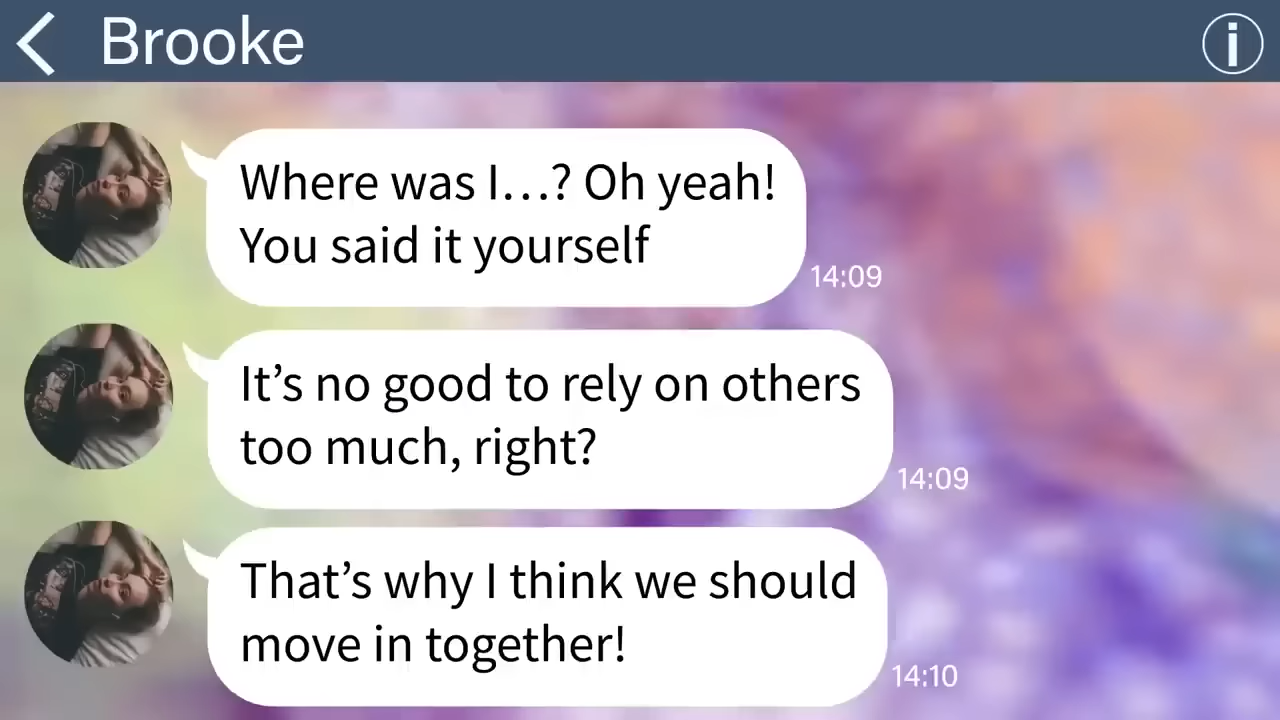 Brooke
Where was I…? Oh yeah!
You said it yourself
14:09
It’s no good to rely on others
too much, right?
14:09
That’s why I think we should
move in together!
14:10